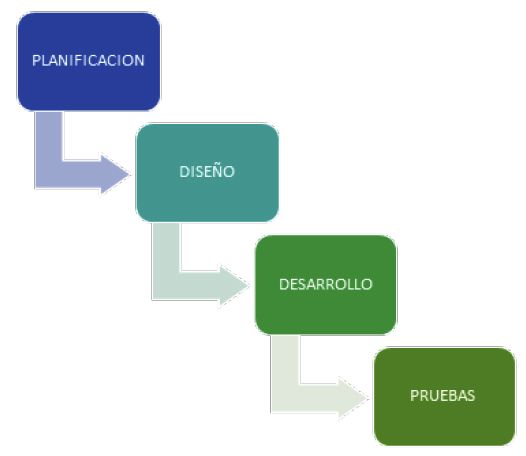 PLANIFICACION
DISEÑO
DESARROLLO
PRUEBAS